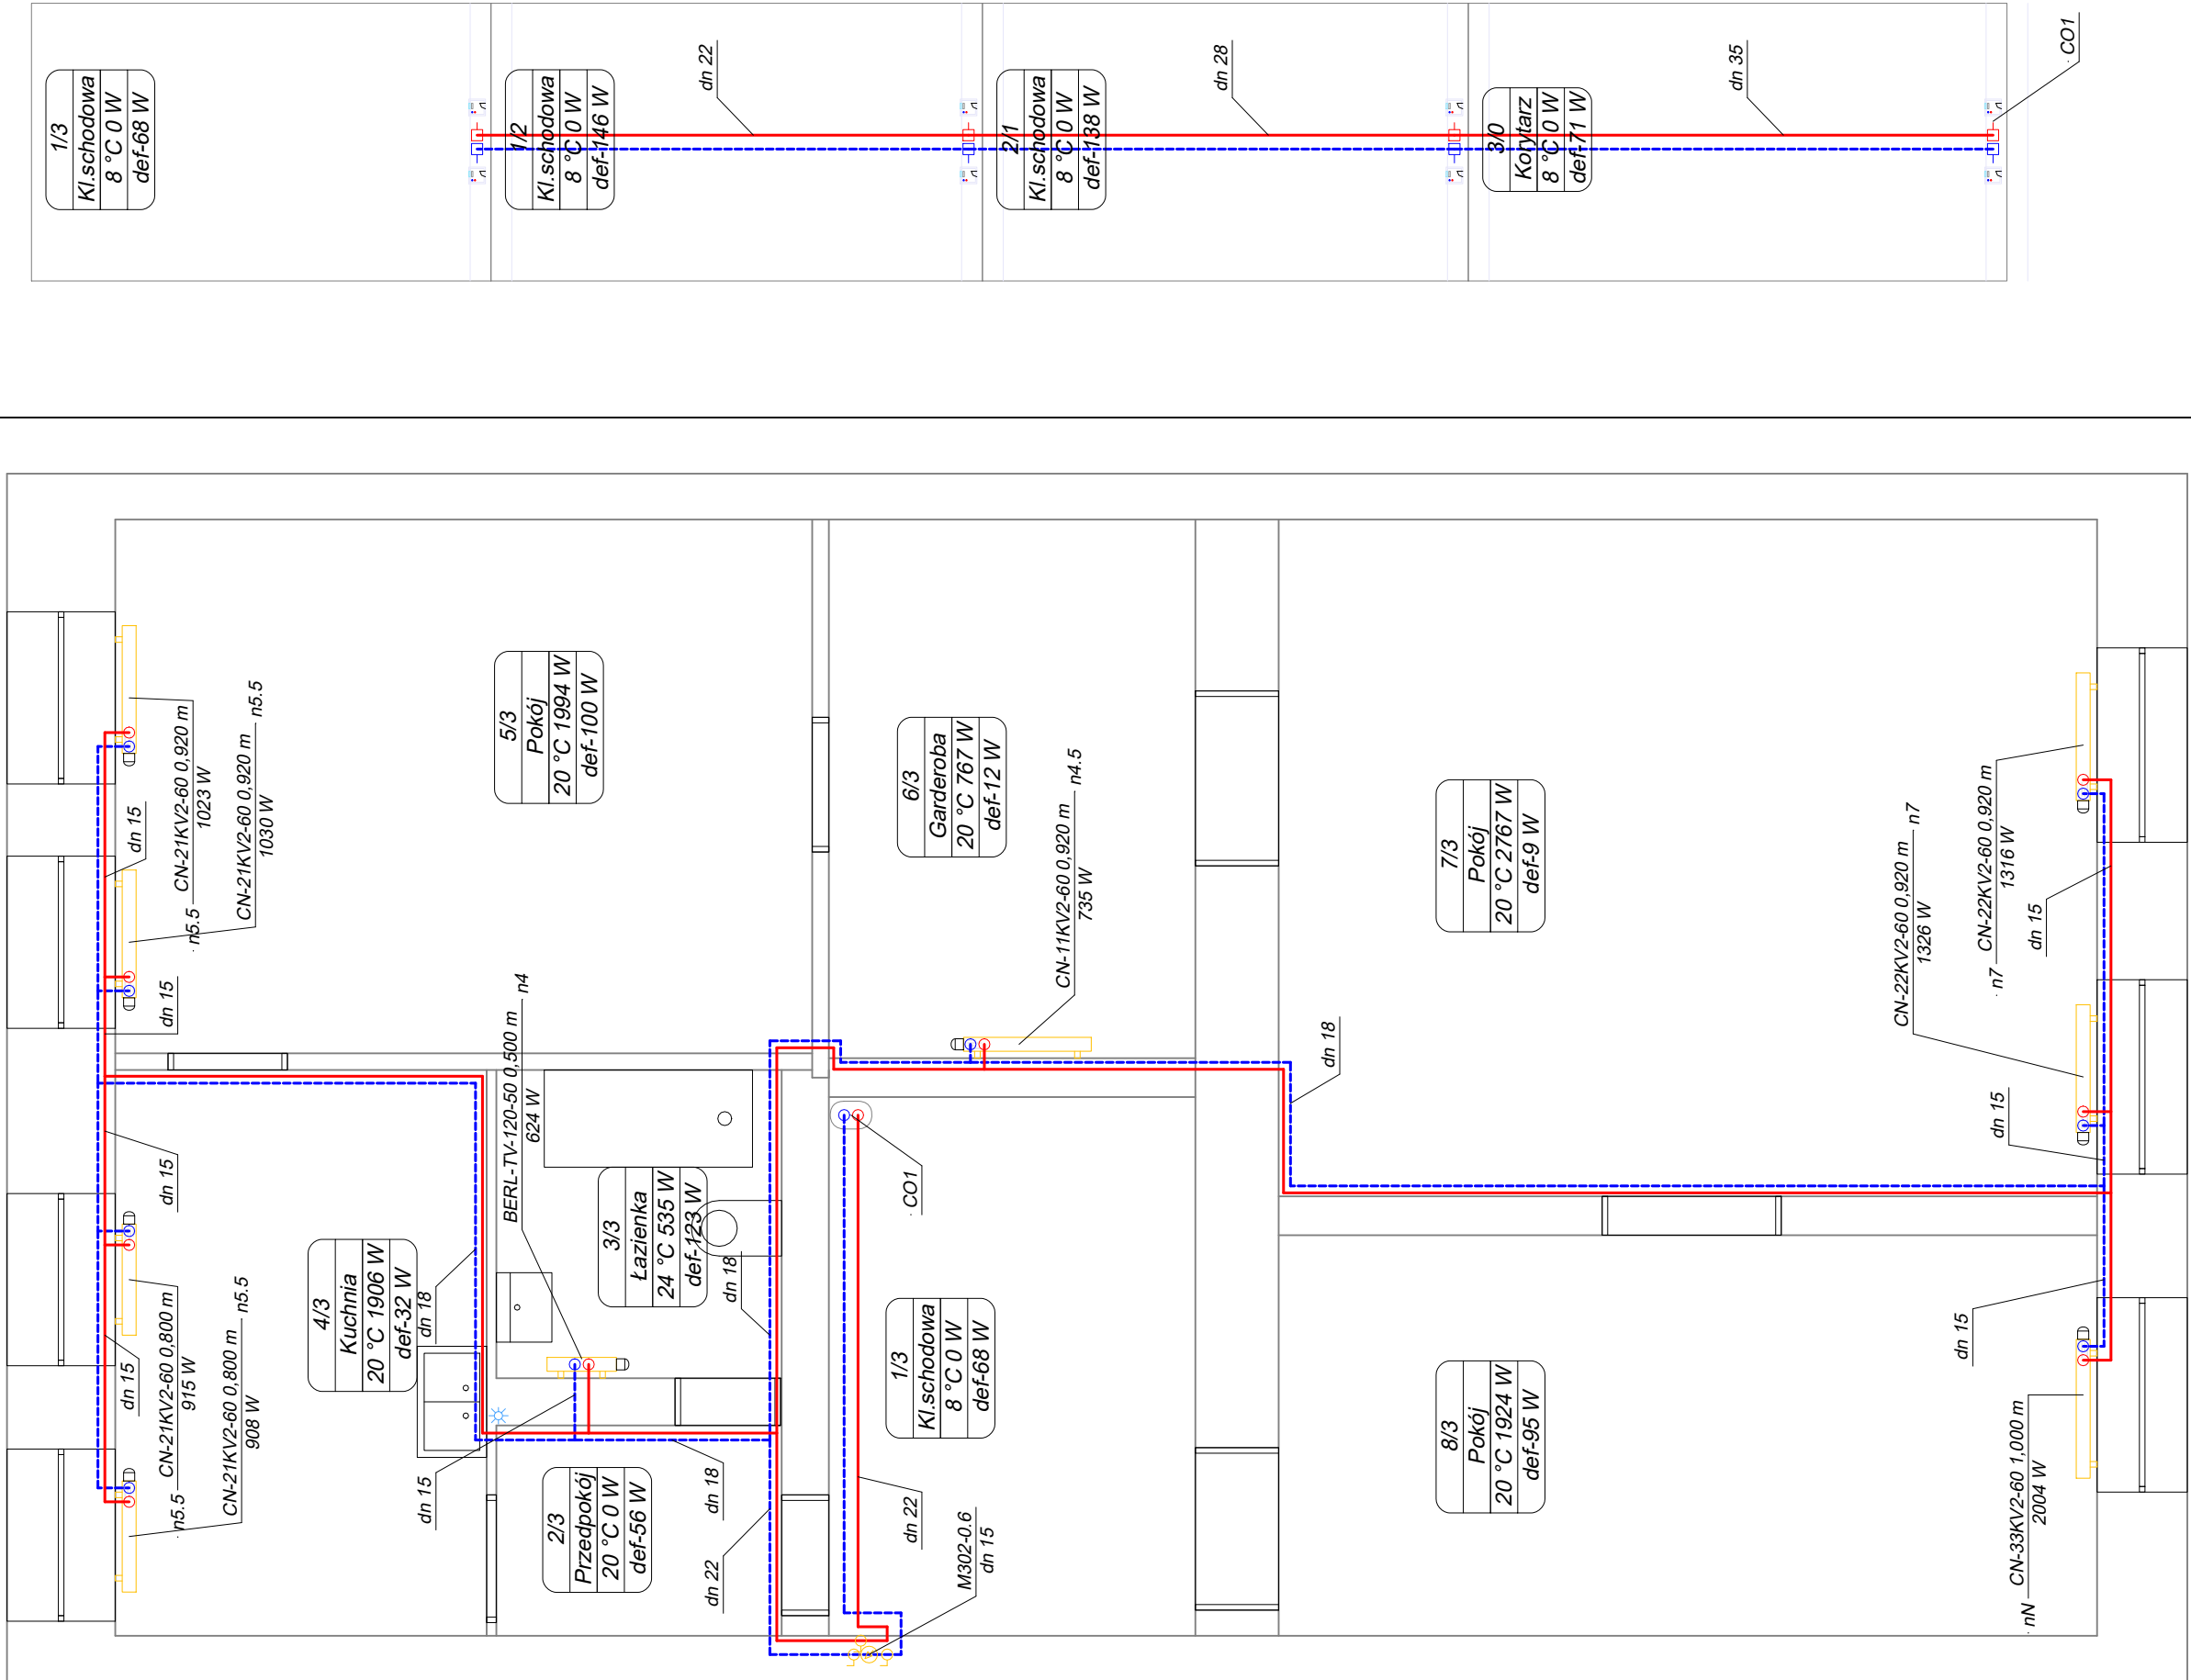 1/3
Kl.schodowa
8 °C 0 W
def-68 W
1/2
Kl.schodowa
8 °C 0 W
def-146 W
dn 22
2/1
Kl.schodowa
8 °C 0 W
def-138 W
dn 28
3/0
Korytarz
8 °C 0 W
def-71 W
dn 35
CO1
CN-21KV2-60 0,920 m
n5.5
1023 W
CN-21KV2-60 0,920 m
n5.5
1030 W
dn 15
dn 15
dn 15
dn 15
n5.5
CN-21KV2-60 0,800 m
915 W
CN-21KV2-60 0,800 m
n5.5
908 W
5/3
Pokój
20 °C 1994 W
def-100 W
4/3
Kuchnia
20 °C 1906 W
def-32 W
dn 18
BERL-TV-120-50 0,500 m
n4
624 W
3/3
Łazienka
24 °C 535 W
def-123 W
dn 18
dn 15
2/3
Przedpokój
20 °C 0 W
def-56 W
dn 18
dn 22
6/3
Garderoba
20 °C 767 W
def-12 W
CN-11KV2-60 0,920 m
n4.5
735 W
CO1
1/3
Kl.schodowa
8 °C 0 W
def-68 W
dn 22
M302-0.6
dn 15
dn 18
7/3
Pokój
20 °C 2767 W
def-9 W
8/3
Pokój
20 °C 1924 W
def-95 W
CN-22KV2-60 0,920 m
n7
1326 W
n7
CN-22KV2-60 0,920 m
1316 W
dn 15
dn 15
dn 15
nN
CN-33KV2-60 1,000 m
2004 W